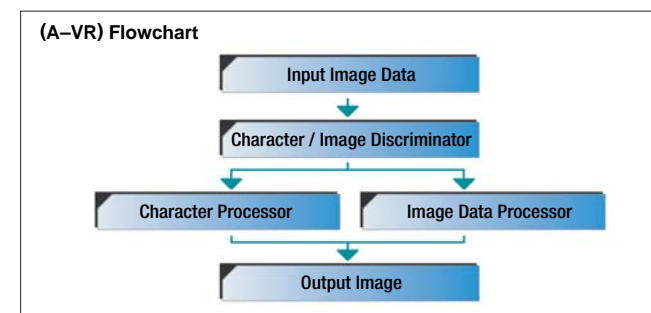 (A–VR) Flowchart
Input Image Data
Character / Image Discriminator
Character Processor
Image Data Processor
Output Image